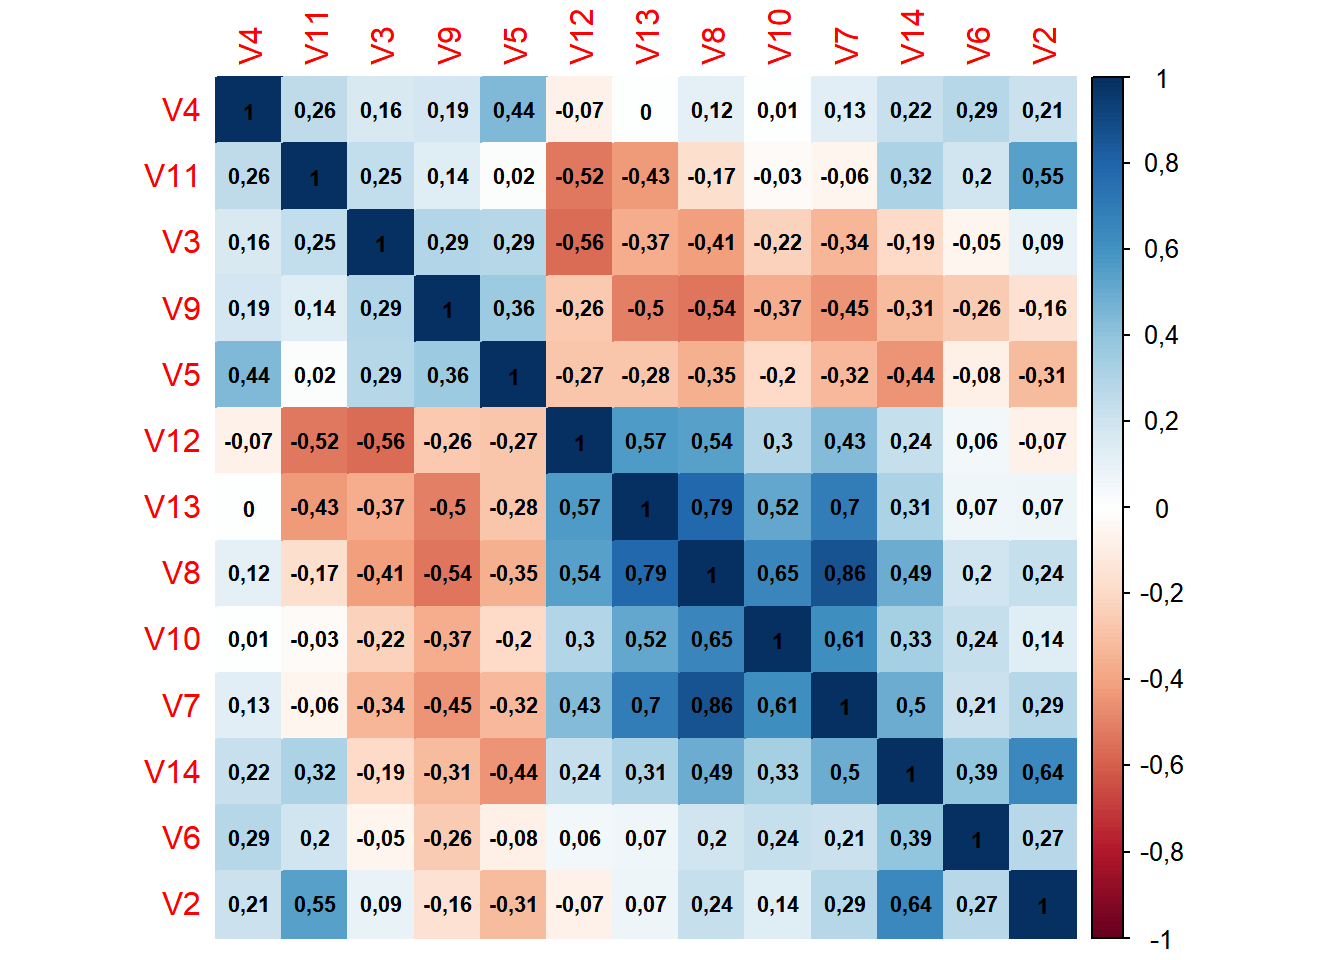 V4 V11 V3 V9 V5 V12 V13 V8 V10 V7 V14 V6 V2
V4 1 0,26 0,16 0,19 0,44 -0,07 0 0,12 0,01 0,13 0,22 0,29 0,21
V11 0,26 1 0,25 0,14 0,02 -0,52 -0,43 -0,17 -0,03 -0,06 0,32 0,2 0,55
V3 0,16 0,25 1 0,29 0,29 -0,56 -0,37 -0,41 -0,22 -0,34 -0,19 -0,05 0,09
V9 0,19 0,14 0,29 1 0,36 -0,26 -0,5 -0,54 -0,37 -0,45 -0,31 -0,26 -0,16
V5 0,44 0,02 0,29 0,36 1 -0,27 -0,28 -0,35 -0,2 -0,32 -0,44 -0,08 -0,31
V12 -0,07 -0,52 -0,56 -0,26 -0,27 1 0,57 0,54 0,3 0,43 0,24 0,06 -0,07
V13 0 -0,43 -0,37 -0,5 -0,28 0,57 1 0,79 0,52 0,7 0,31 0,07 0,07
V8 0,12 -0,17 -0,41 -0,54 -0,35 0,54 0,79 1 0,65 0,86 0,49 0,2 0,24
V10 0,01 -0,03 -0,22 -0,37 -0,2 0,3 0,52 0,65 1 0,61 0,33 0,24 0,14
V7 0,13 -0,06 -0,34 -0,45 -0,32 0,43 0,7 0,86 0,61 1 0,5 0,21 0,29
V14 0,22 0,32 -0,19 -0,31 -0,44 0,24 0,31 0,49 0,33 0,5 1 0,39 0,64
V6 0,29 0,2 -0,05 -0,26 -0,08 0,06 0,07 0,2 0,24 0,21 0,39 1 0,27
V2 0,21 0,55 0,09 -0,16 -0,31 -0,07 0,07 0,24 0,14 0,29 0,64 0,27 1
1
0,8
0,6
0,4
0,2
0
-0,2
-0,4
-0,6
-0,8
-1